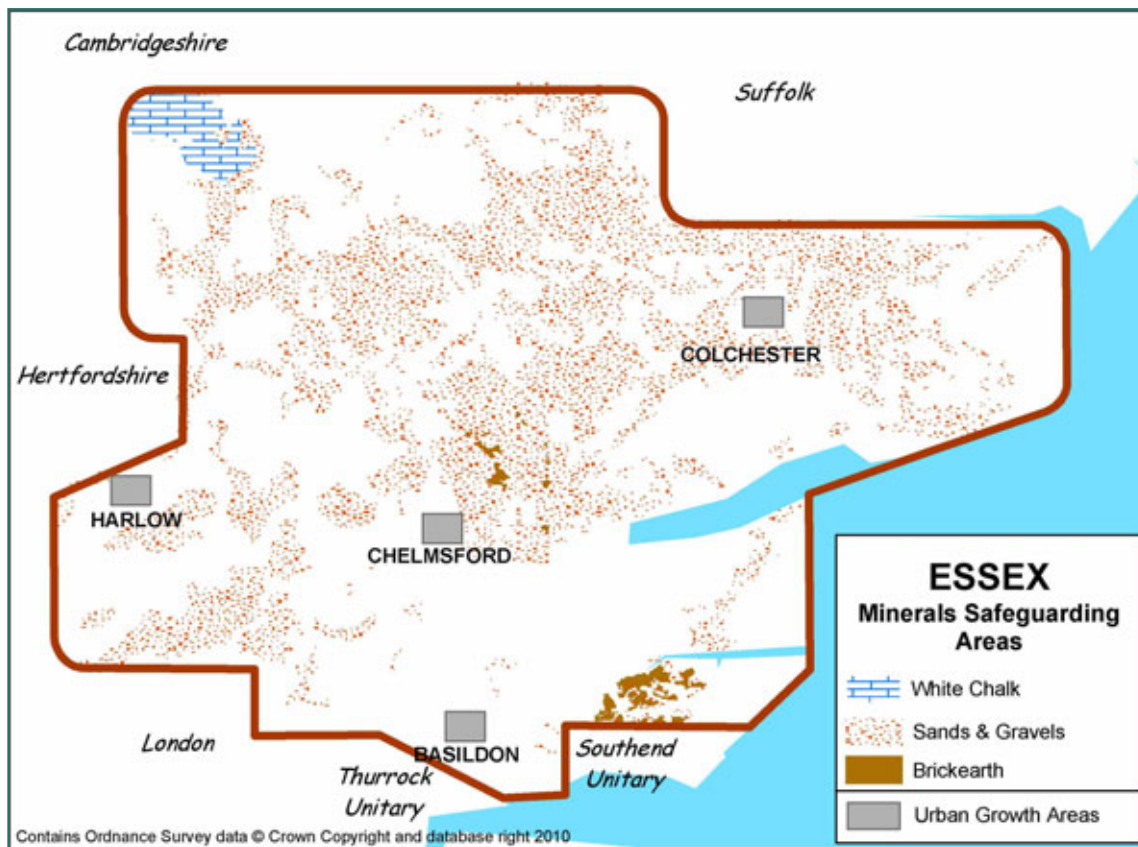 Cambridgeshire
Suffolk
COLCHESTER
Hertfordshire
HARLOW
CHELMSFORD
London
BASILDON
Thurrock
Unitary
Southend
Unitary
ESSEX
Minerals Safeguarding
Areas
White Chalk
Sands & Gravels
Brickearth
Urban Growth Areas
Contains Ordnance Survey data © Crown Copyright and database right 2010